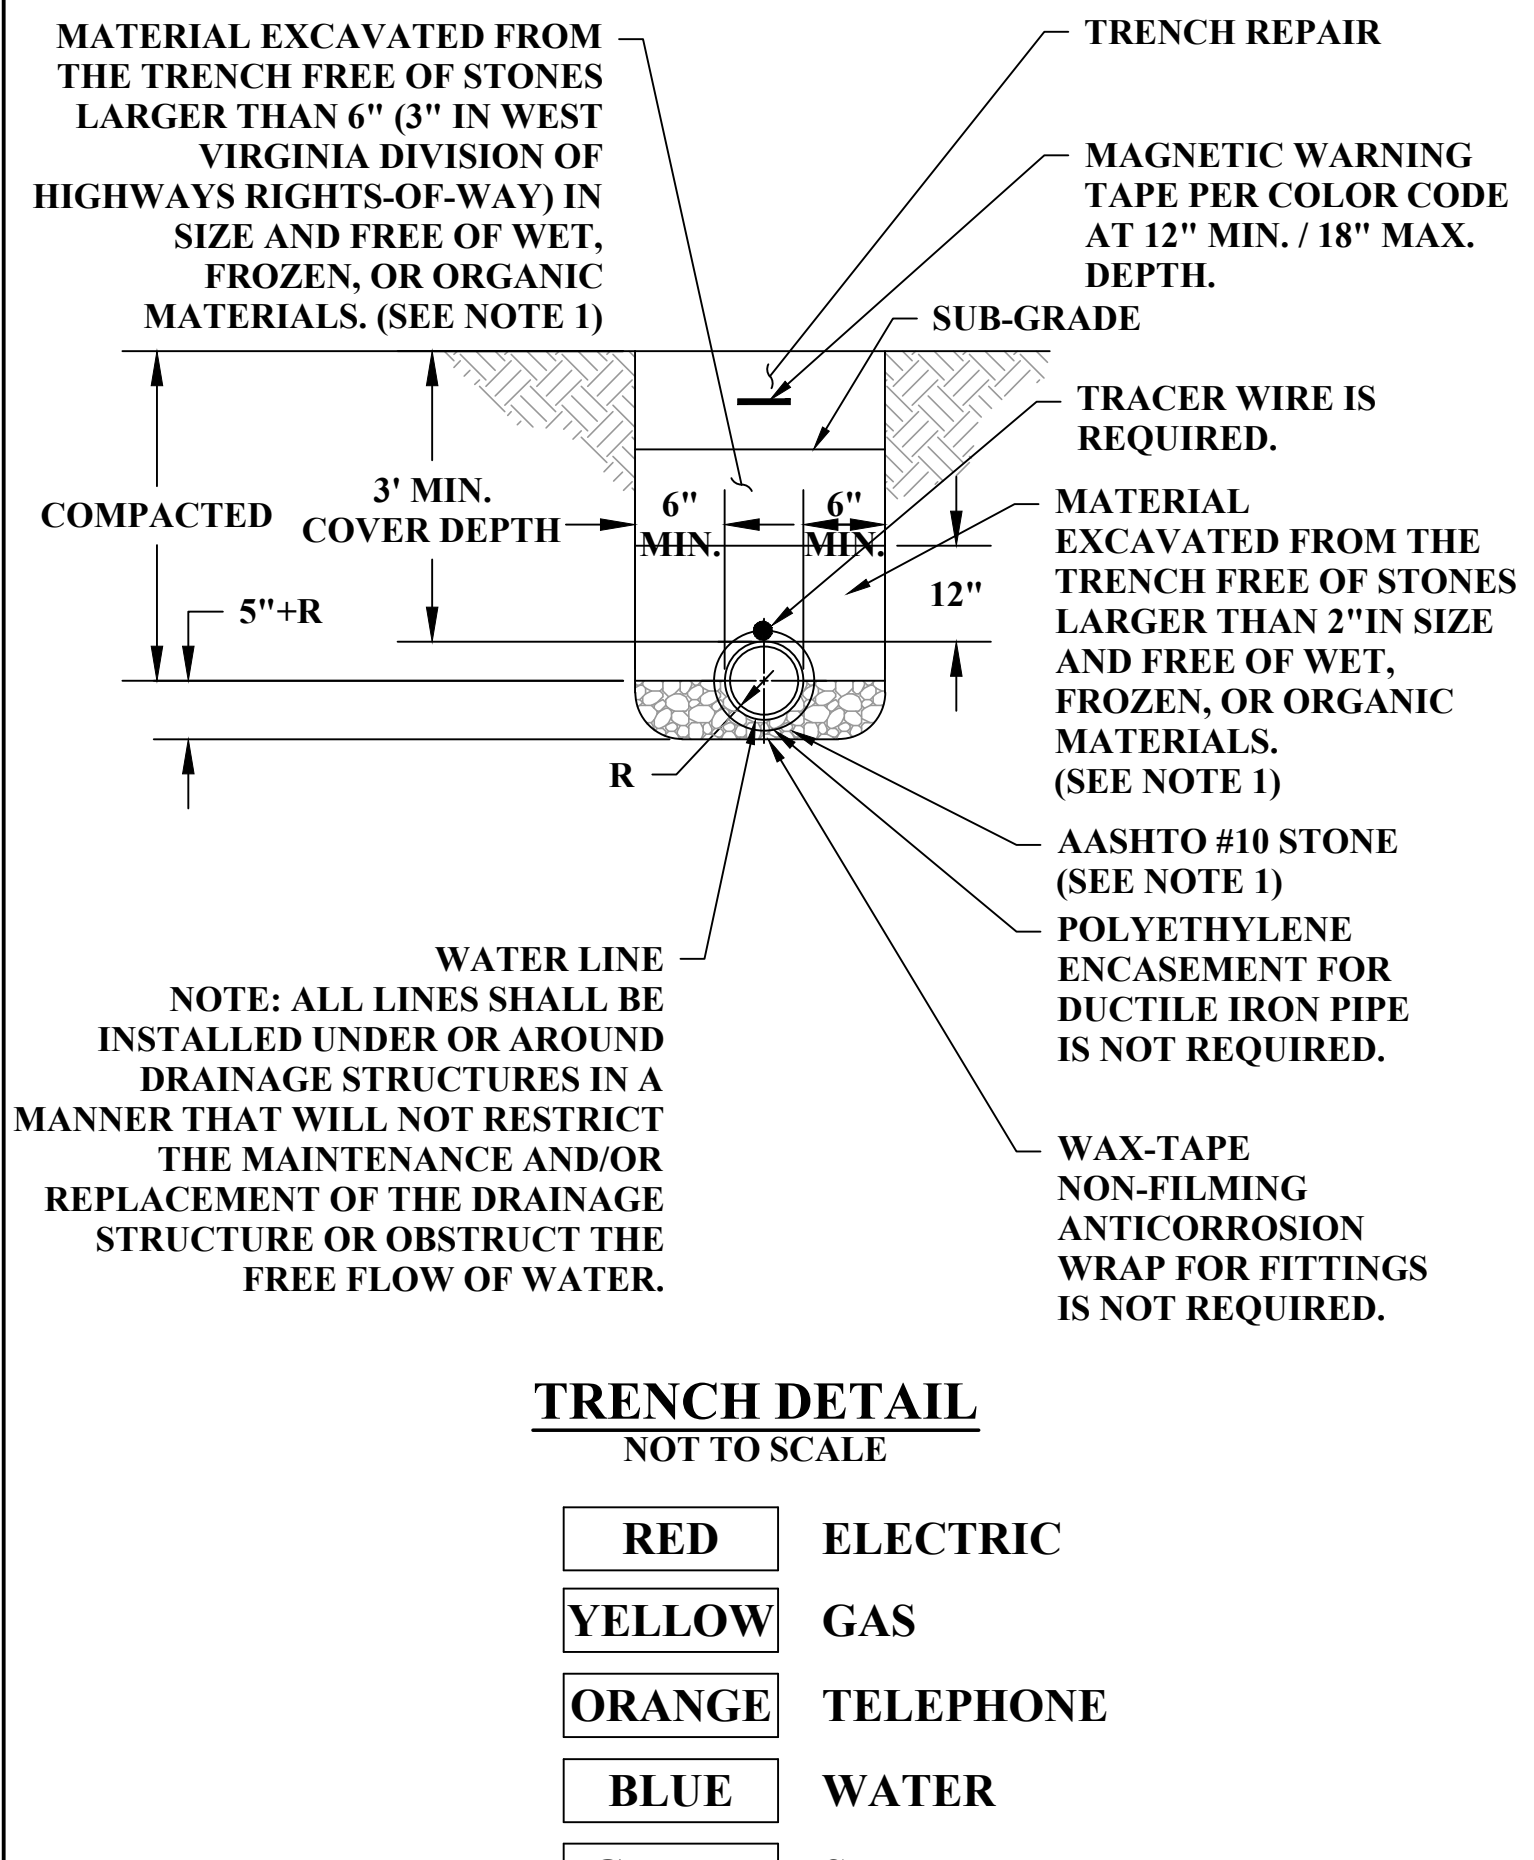 MATERIAL EXCAVATED FROM
THE TRENCH FREE OF STONES
LARGER THAN 6" (3" IN WEST
VIRGINIA DIVISION OF
HIGHWAYS RIGHTS-OF-WAY) IN
SIZE AND FREE OF WET,
FROZEN, OR ORGANIC
MATERIALS. (SEE NOTE 1)
TRENCH REPAIR
MAGNETIC WARNING
TAPE PER COLOR CODE
AT 12" MIN. / 18" MAX.
DEPTH.
SUB-GRADE
TRACER WIRE IS
REQUIRED.
COMPACTED
3' MIN.
COVER DEPTH
6"
MIN.
6"
MIN.
12"
5"+R
R
MATERIAL
EXCAVATED FROM THE
TRENCH FREE OF STONES
LARGER THAN 2"IN SIZE
AND FREE OF WET,
FROZEN, OR ORGANIC
MATERIALS.
(SEE NOTE 1)
AASHTO #10 STONE
(SEE NOTE 1)
POLYETHYLENE
ENCASEMENT FOR
DUCTILE IRON PIPE
IS NOT REQUIRED.
WAX-TAPE
NON-FILMING
ANTICORROSION
WRAP FOR FITTINGS
IS NOT REQUIRED.
WATER LINE
NOTE: ALL LINES SHALL BE
INSTALLED UNDER OR AROUND
DRAINAGE STRUCTURES IN A
MANNER THAT WILL NOT RESTRICT
THE MAINTENANCE AND/OR
REPLACEMENT OF THE DRAINAGE
STRUCTURE OR OBSTRUCT THE
FREE FLOW OF WATER.
TRENCH DETAIL
NOT TO SCALE
RED ELECTRIC
YELLOW GAS
ORANGE TELEPHONE
BLUE WATER